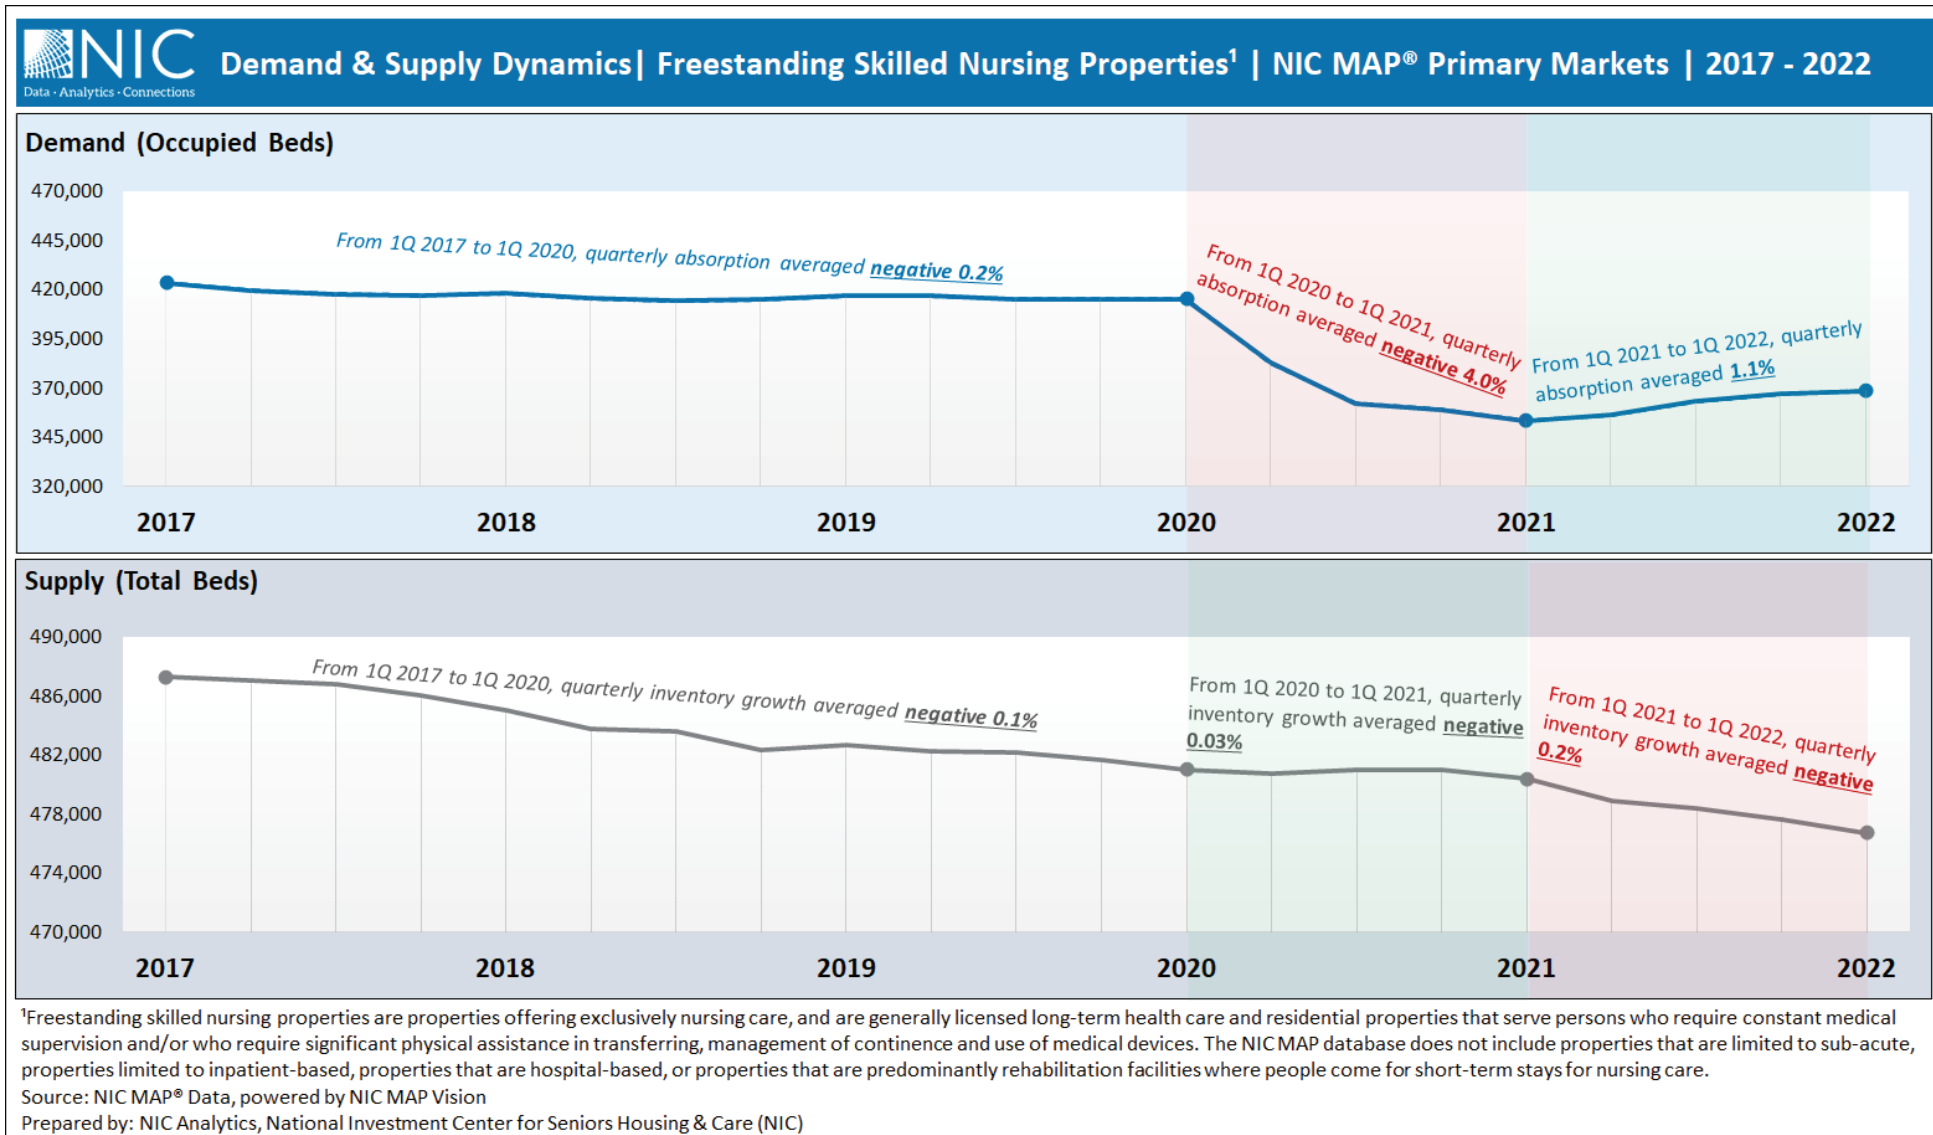 NIC
Data · Analytics · Connections
Demand & Supply Dynamics| Freestanding Skilled Nursing Properties¹ | NIC MAP® Primary Markets | 2017 - 2022
Demand (Occupied Beds)
470,000
445,000
420,000
395,000
370,000
345,000
320,000
From 1Q 2017 to 1Q 2020, quarterly absorption averaged negative 0.2%
From 1Q 2020 to 1Q 2021, quarterly
absorption averaged negative 4.0%
From 1Q 2021 to 1Q 2022, quarterly
absorption averaged 1.1%
2017 2018 2019 2020 2021 2022
Supply (Total Beds)
490,000
486,000
482,000
478,000
474,000
470,000
From 1Q 2017 to 1Q 2020, quarterly inventory growth averaged negative 0.1%
From 1Q 2020 to 1Q 2021, quarterly
inventory growth averaged negative
0.03%
From 1Q 2021 to 1Q 2022, quarterly
inventory growth averaged negative
0.2%
2017 2018 2019 2020 2021 2022
¹Freestanding skilled nursing properties are properties offering exclusively nursing care, and are generally licensed long-term health care and residential properties that serve persons who require constant medical
supervision and/or who require significant physical assistance in transferring, management of continence and use of medical devices. The NIC MAP database does not include properties that are limited to sub-acute,
properties limited to inpatient-based, properties that are hospital-based, or properties that are predominantly rehabilitation facilities where people come for short-term stays for nursing care.
Source: NIC MAP® Data, powered by NIC MAP Vision
Prepared by: NIC Analytics, National Investment Center for Seniors Housing & Care (NIC)